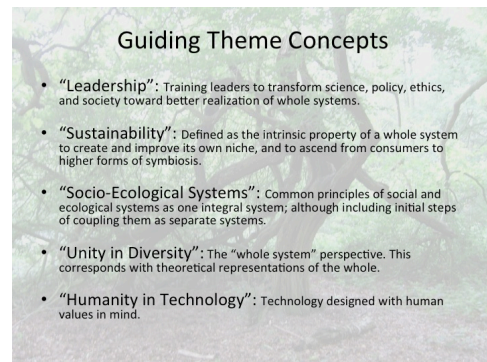 Guiding Theme Concepts
• “Leadership”: Training leaders to transform science, policy, ethics,
and society toward better realization of whole systems.
• “Sustainability”: Defined as the intrinsic property of a whole system
to create and improve its own niche, and to ascend from consumers to
higher forms of symbiosis.
• “Socio-Ecological Systems”: Common principles of social and
ecological systems as one integral system; although including initial steps
of coupling them as separate systems.
• “Unity in Diversity”: The “whole system” perspective. This
corresponds with theoretical representations of the whole.
• “Humanity in Technology”: Technology designed with human
values in mind.